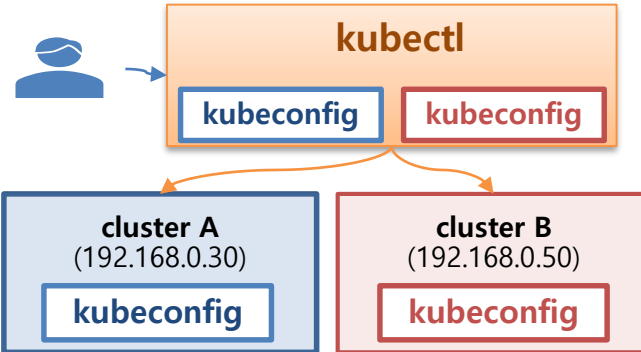 kubectl
kubeconfig
kubeconfig
cluster A
(192.168.0.30)
kubeconfig
cluster B
(192.168.0.50)
kubeconfig